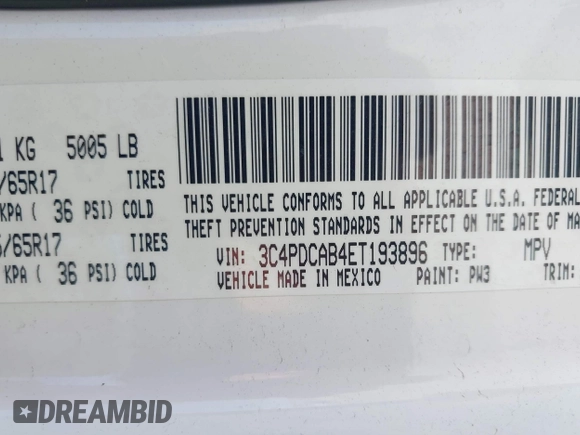 KG 5005 LB
/65R17 TIRES
KPA ( 36 PSI) COLD
/65R17 TIRES
KPA ( 36 PSI) COLD
THIS VEHICLE CONFORMS TO ALL APPLICABLE U.S.A. FEDERAL
THEFT PREVENTION STANDARDS IN EFFECT ON THE DATE OF MA
VIN: 3C4PDCAB4ET193896 TYPE: MPV
VEHICLE MADE IN MEXICO PAINT: PW3 TRIM:
DREAMBID